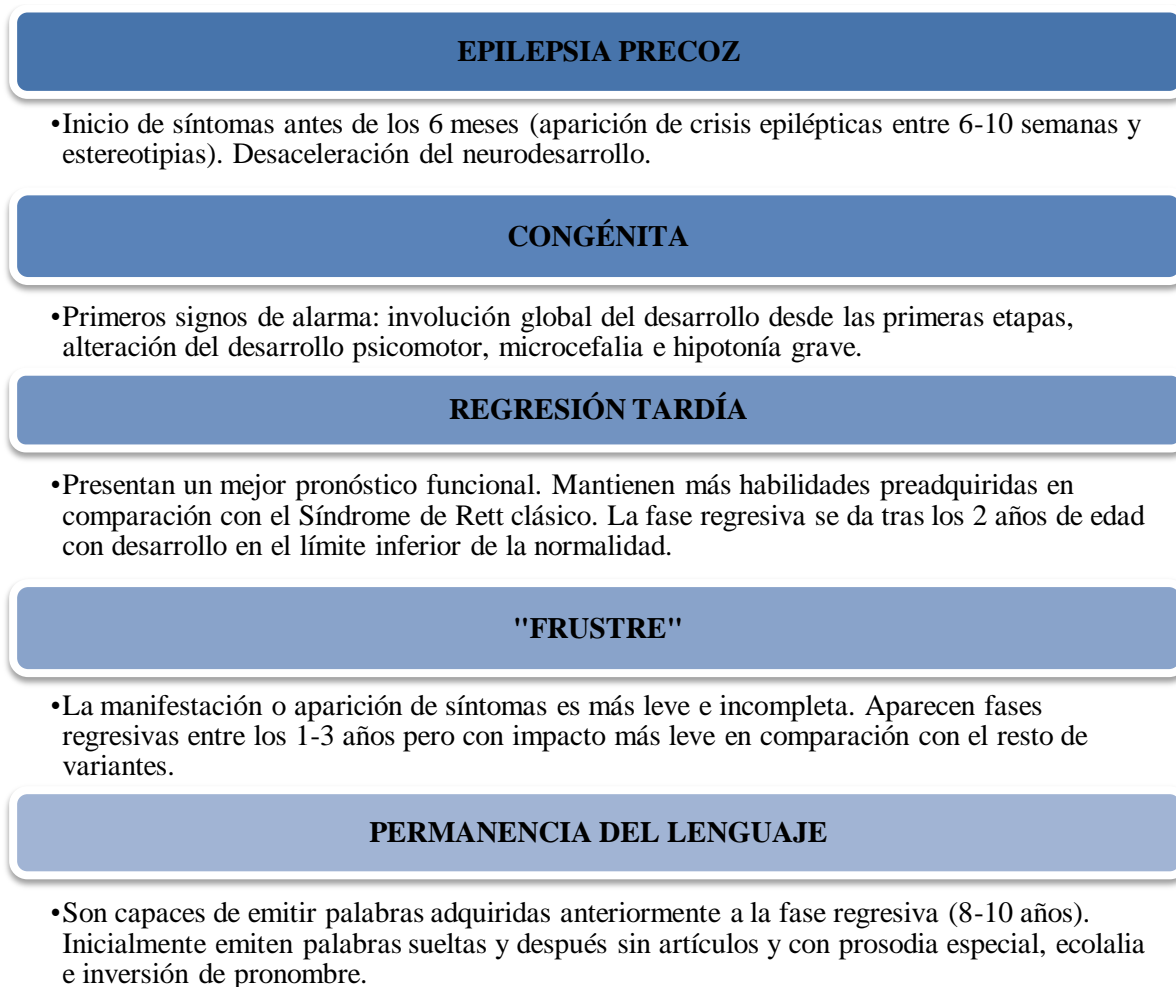 EPILEPSIA PRECOZ
•Inicio de síntomas antes de los 6 meses (aparición de crisis epilépticas entre 6-10 semanas y
estereotipias). Desaceleración del neurodesarrollo.
CONGÉNITA
•Primeros signos de alarma: involución global del desarrollo desde las primeras etapas,
alteración del desarrollo psicomotor, microcefalia e hipotonía grave.
REGRESIÓN TARDÍA
•Presentan un mejor pronóstico funcional. Mantienen más habilidades preadquiridas en
comparación con el Síndrome de Rett clásico. La fase regresiva se da tras los 2 años de edad
con desarrollo en el límite inferior de la normalidad.
"FRUSTRE"
•La manifestación o aparición de síntomas es más leve e incompleta. Aparecen fases
regresivas entre los 1-3 años pero con impacto más leve en comparación con el resto de
variantes.
PERMANENCIA DEL LENGUAJE
•Son capaces de emitir palabras adquiridas anteriormente a la fase regresiva (8-10 años).
Inicialmente emiten palabras sueltas y después sin artículos y con prosodia especial, ecolalia
e inversión de pronombre.